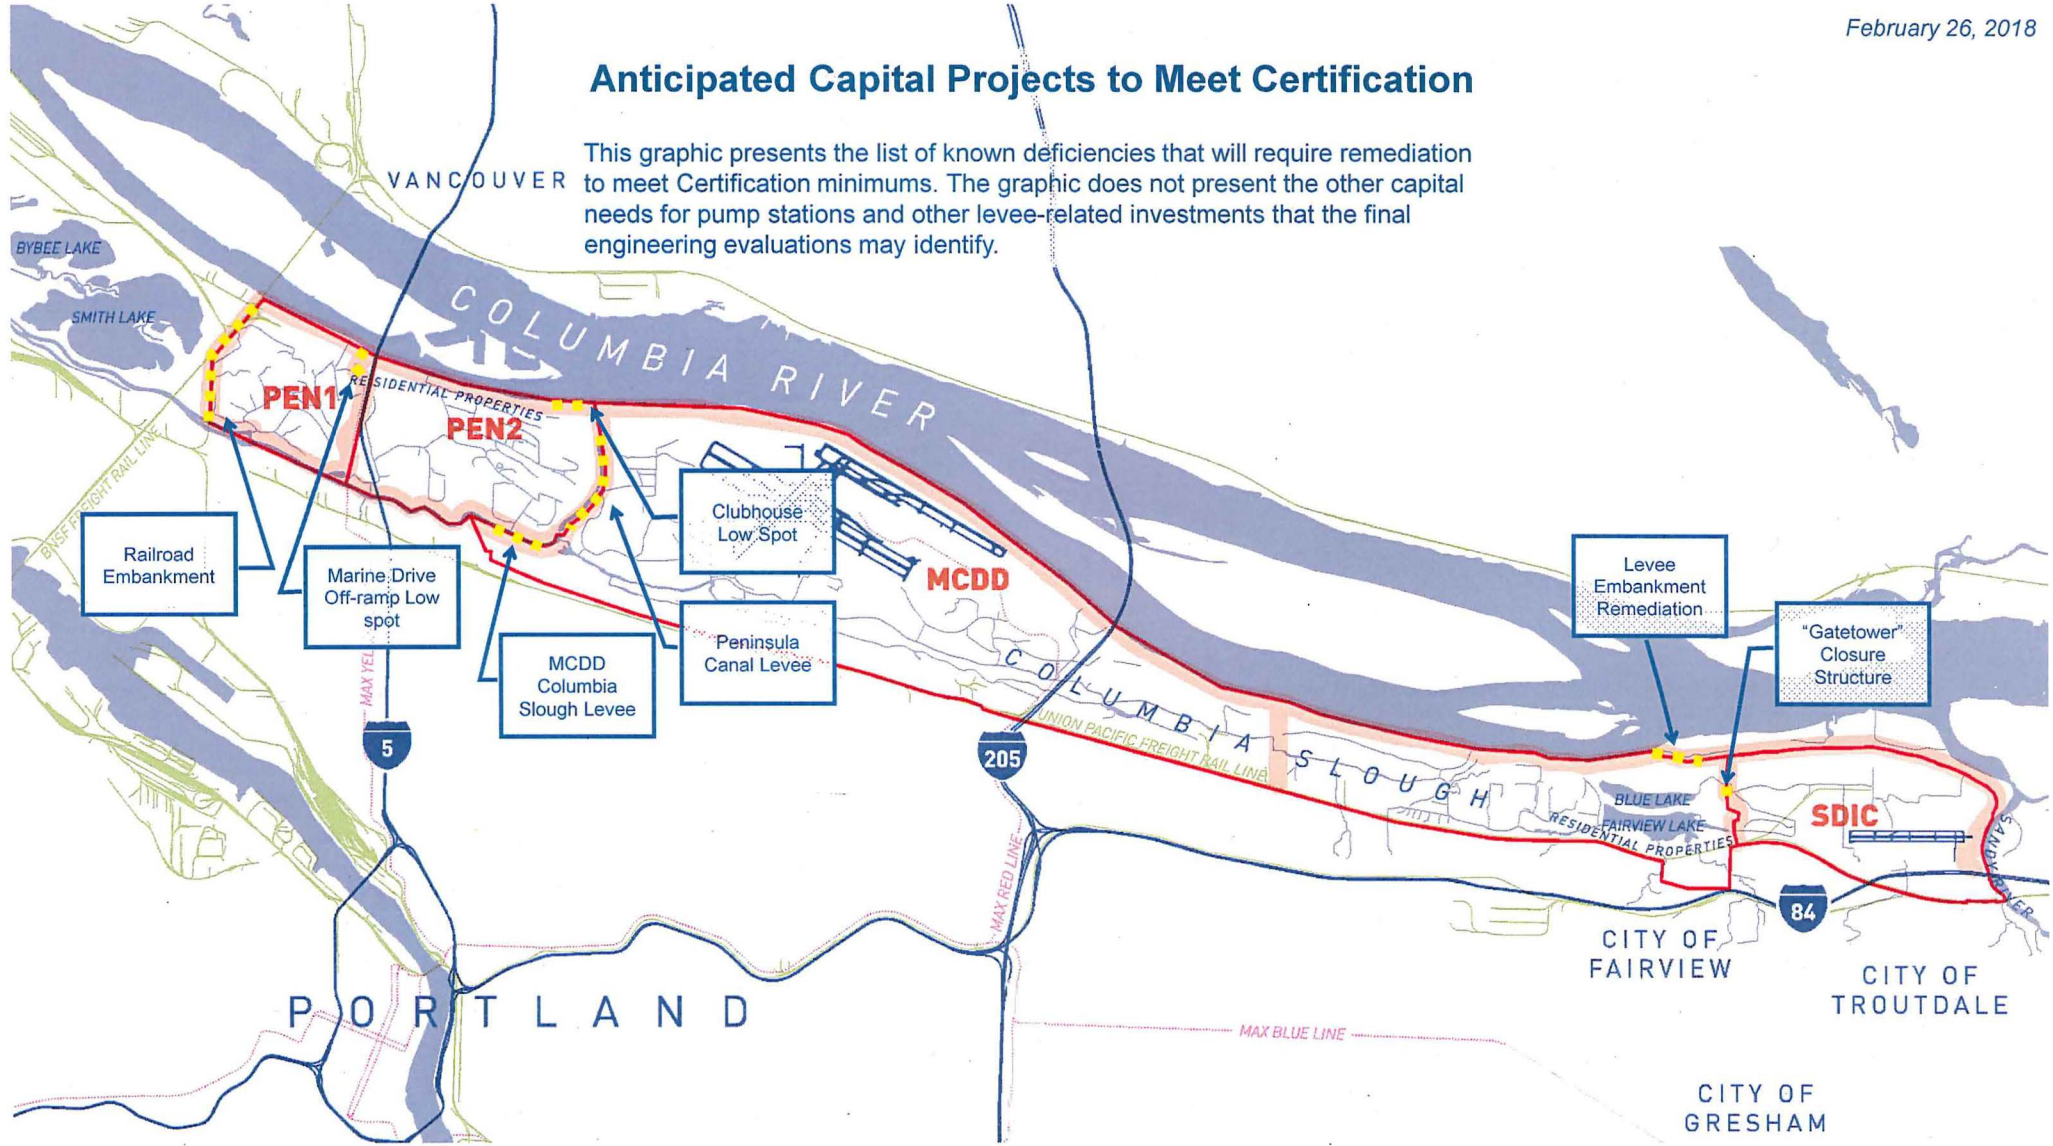 February 26, 2018
Anticipated Capital Projects to Meet Certification
This graphic presents the list of known deficiencies that will require remediation
to meet Certification minimums. The graphic does not present the other capital
needs for pump stations and other levee-related investments that the final
engineering evaluations may identify.
VANCOUVER
BYBEE LAKE
SMITH LAKE
COLUMBIA RIVER
PEN1
RESIDENTIAL PROPERTIES
PEN2
BNSF FREIGHT RAIL LINE
Railroad
Embankment
Marine Drive
Off-ramp Low
spot
MCDD
Columbia
Slough Levee
Clubhouse
Low Spot
Peninsula
Canal Levee
MCDD
Levee
Embankment
Remediation
"Gatetower"
Closure
Structure
COLUMBIA SLOUGH
UNION PACIFIC FREIGHT RAIL LINE
MAX YEL
5
205
BLUE LAKE
FAIRVIEW LAKE
RESIDENTIAL PROPERTIES
SDIC
SANDY RIVER
MAX RED LINE
84
CITY OF
FAIRVIEW
CITY OF
TROUTDALE
PORTLAND
MAX BLUE LINE
CITY OF
GRESHAM